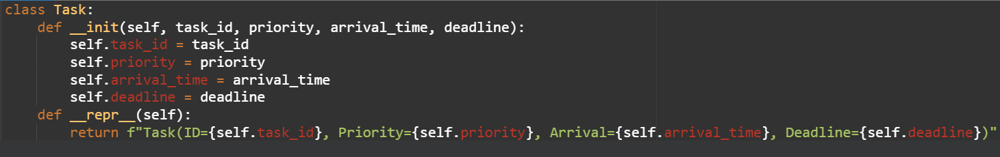 class Task:
    def __init(self, task_id, priority, arrival_time, deadline):
        self.task_id = task_id
        self.priority = priority
        self.arrival_time = arrival_time
        self.deadline = deadline
    def __repr__(self):
        return f"Task(ID={self.task_id}, Priority={self.priority}, Arrival={self.arrival_time}, Deadline={self.deadline})"